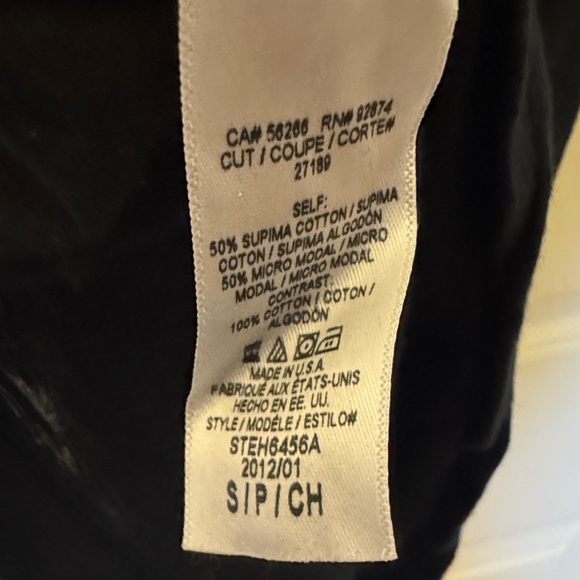 CA# 56266 RN# 92874
CUT / COUPE / CORTE#
27189
SELF:
50% SUPIMA COTTON / SUPIMA
COTON / SUPIMA ALGODÓN
50% MICRO MODAL / MICRO
MODAL / MICRO MODAL
CONTRAST:
100% COTTON / COTON /
ALGODÓN
MADE IN U.S.A.
FABRIQUÉ AUX ÉTATS-UNIS
HECHO EN EE. UU.
STYLE / MODÈLE / ESTILO#
STEH6456A
2012/01
S/P/CH